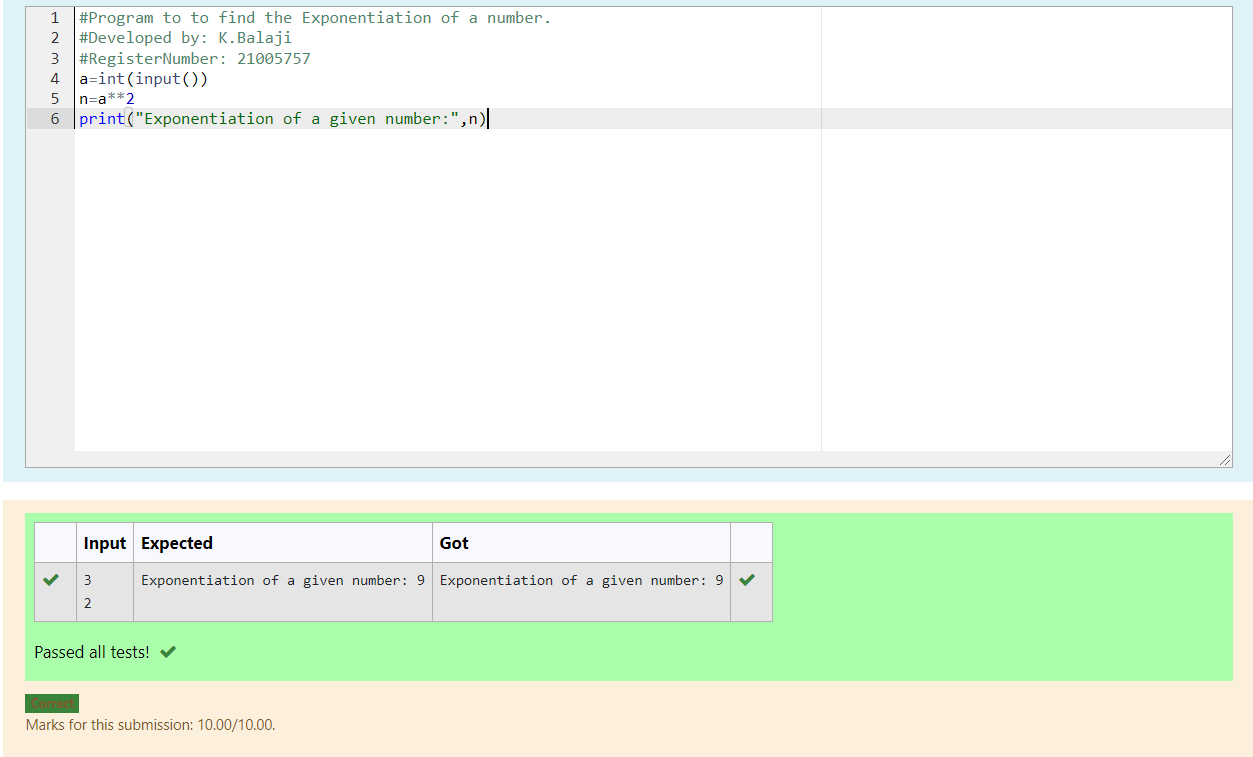 1 #Program to to find the Exponentiation of a number.
2 #Developed by: K.Balaji
3 #RegisterNumber: 21005757
4 a=int(input())
5 n=a**2
6 print("Exponentiation of a given number:",n)
Input Expected Got
3 Exponentiation of a given number: 9 Exponentiation of a given number: 9
2
Passed all tests!
Correct
Marks for this submission: 10.00/10.00.